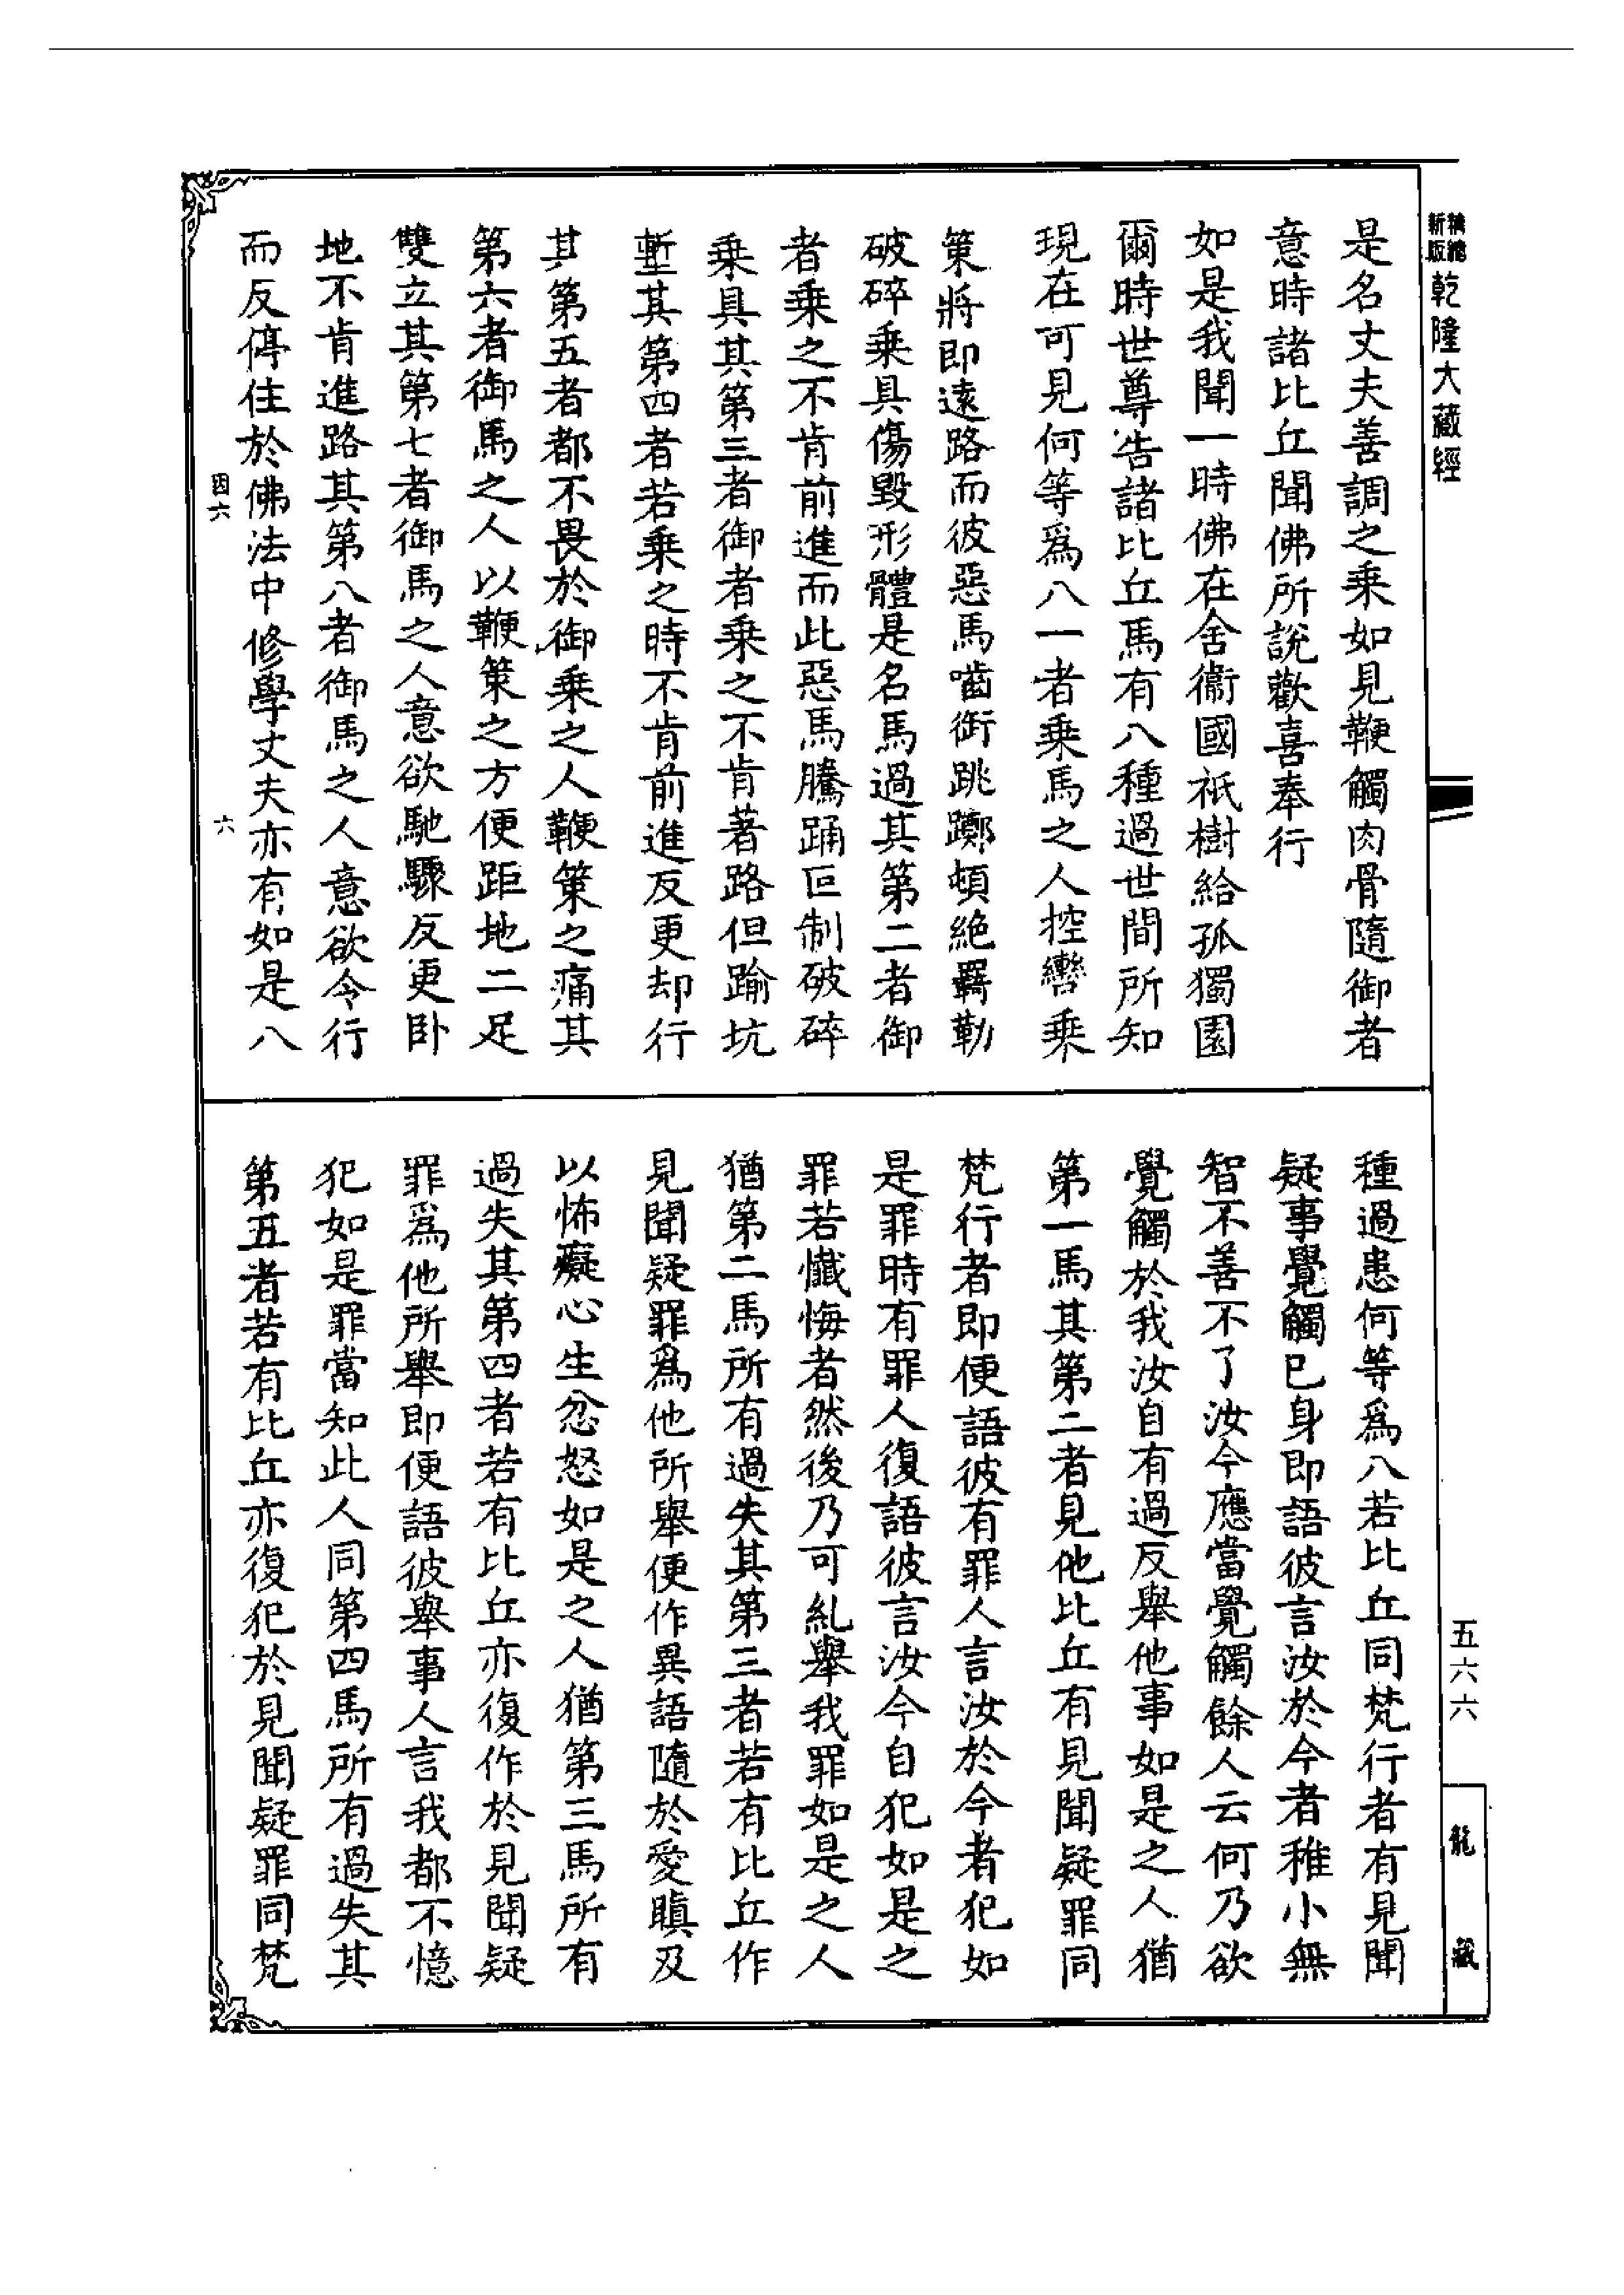 新版
精縮
乾隆大藏經
是名丈夫善調之乘如見鞭觸肉骨隨御者
意時諸比丘聞佛所說歡喜奉行
如是我聞一時佛在舍衞國祇樹給孤獨園
爾時世尊告諸比丘馬有八種過世間所知
現在可見何等爲八一者乘馬之人控轡乘
策將即遠路而彼惡馬嚙銜跳躑頓絶羈勒
破碎乘具傷毀形體是名馬過其第二者御
者乘之不肯前進而此惡馬騰踊叵制破碎
乘具其第三者御者乘之不肯著路但踰坑
塹其第四者若乘之時不肯前進反更却行
其第五者都不畏於御乘之人鞭策之痛其
第六者御馬之人以鞭策之方便距地二足
雙立其第七者御馬之人意欲馳驟反更卧
地不肯進路其第八者御馬之人意欲令行
而反停住於佛法中修學丈夫亦有如是八
因六
六
種過患何等爲八若比丘同梵行者有見聞
疑事覺觸已身即語彼言汝於今者稚小無
智不善不了汝今應當覺觸餘人云何乃欲
覺觸於我汝自有過反舉他事如是之人猶
第一馬其第二者見他比丘有見聞疑罪同
梵行者即便語彼有罪人言汝於今者犯如
是罪時有罪人復語彼言汝今自犯如是之
罪若懺悔者然後乃可糺舉我罪如是之人
猶第二馬所有過失其第三者若有比丘作
見聞疑罪爲他所舉便作異語隨於愛瞋及
以怖癡心生忿怒如是之人猶第三馬所有
過失其第四者若有比丘亦復作於見聞疑
罪爲他所舉即便語彼舉事人言我都不憶
犯如是罪當知此人同第四馬所有過失其
第五者若有比丘亦復犯於見聞疑罪同梵
五六六
龍藏